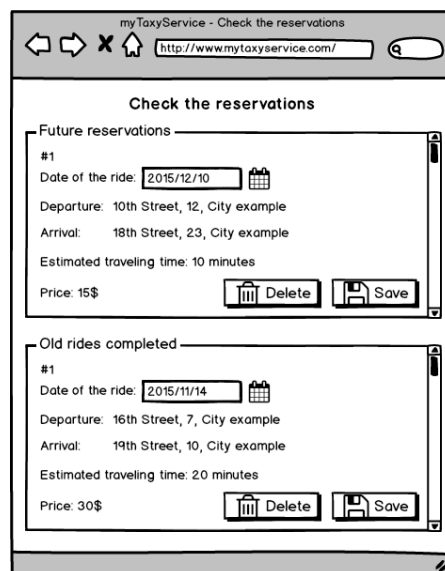 myTaxyService - Check the reservations
http://www.mytaxyservice.com/
Check the reservations
Future reservations
#1
Date of the ride: 2015/12/10
Departure: 10th Street, 12, City example
Arrival: 18th Street, 23, City example
Estimated traveling time: 10 minutes
Price: 15$ Delete Save
Old rides completed
#1
Date of the ride: 2015/11/14
Departure: 16th Street, 7, City example
Arrival: 19th Street, 10, City example
Estimated traveling time: 20 minutes
Price: 30$ Delete Save